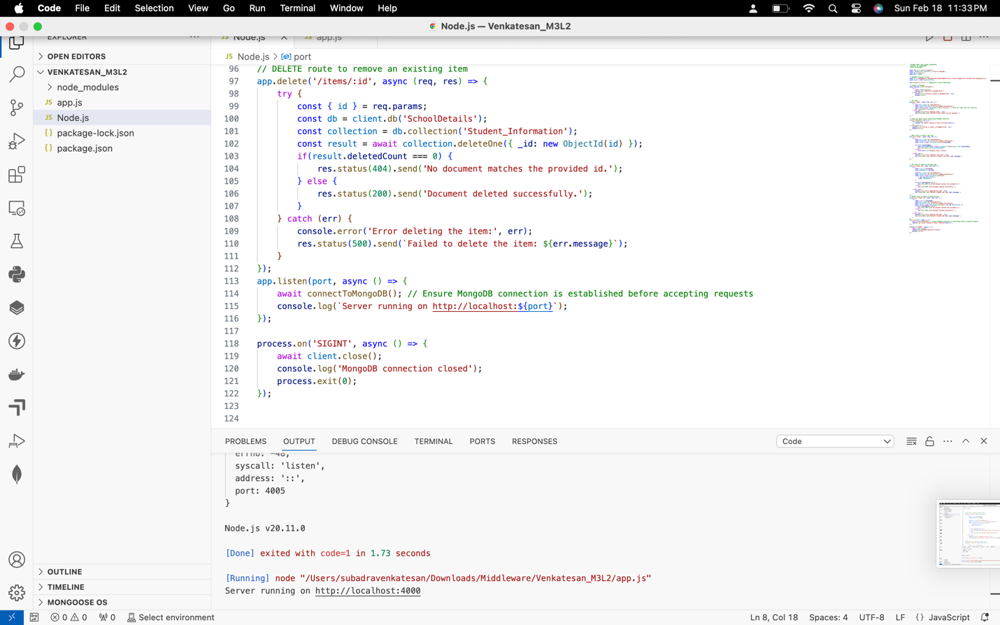 Code File Edit Selection View Go Run Terminal Window Help Sun Feb 18 11:33 PM
Node.js — Venkatesan_M3L2
EXPLORER
JS Node.js
JS app.js
JS Node.js > port
OPEN EDITORS
VENKATESAN_M3L2
node_modules
JS app.js
JS Node.js
{} package-lock.json
{} package.json
96 // DELETE route to remove an existing item
97 app.delete('/items/:id', async (req, res) => {
98 try {
99 const { id } = req.params;
100 const db = client.db('SchoolDetails');
101 const collection = db.collection('Student_Information');
102 const result = await collection.deleteOne({ _id: new ObjectId(id) });
103 if(result.deletedCount === 0) {
104 res.status(404).send('No document matches the provided id.');
105 } else {
106 res.status(200).send('Document deleted successfully.');
107 }
108 } catch (err) {
109 console.error('Error deleting the item:', err);
110 res.status(500).send(`Failed to delete the item: ${err.message}`);
111 }
112 });
113 app.listen(port, async () => {
114 await connectToMongoDB(); // Ensure MongoDB connection is established before accepting requests
115 console.log(`Server running on http://localhost:${port}`);
116 });
117
118 process.on('SIGINT', async () => {
119 await client.close();
120 console.log('MongoDB connection closed');
121 process.exit(0);
122 });
123
124
PROBLEMS OUTPUT DEBUG CONSOLE TERMINAL PORTS RESPONSES Code
errno: -48,
syscall: 'listen',
address: '::',
port: 4005
}
Node.js v20.11.0
[Done] exited with code=1 in 1.73 seconds
[Running] node "/Users/subadravenkatesan/Downloads/Middleware/Venkatesan_M3L2/app.js"
Server running on http://localhost:4000
OUTLINE
TIMELINE
MONGOOSE OS
0 0 0 Select environment Ln 8, Col 18 Spaces: 4 UTF-8 LF {} JavaScript